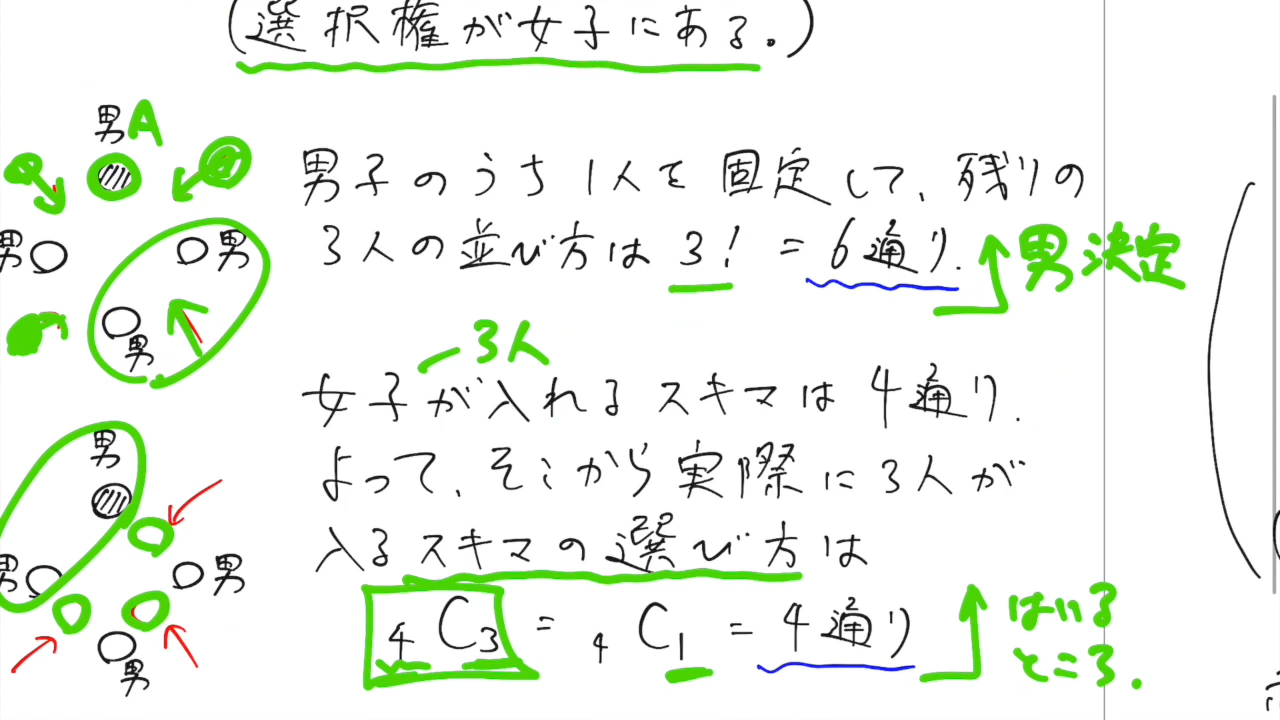 (選択権が女子にある.)
男A
男
男
男
男子のうち1人を固定して、残りの
3人の並び方は 3! = 6通り.
男決定
3人
女子が入れるスキマは4通り.
よって、そこから実際に3人が
入るスキマの選び方は
₄C₃ = ₄C₁ = 4通り
はいる
ところ.
男
男
男
男